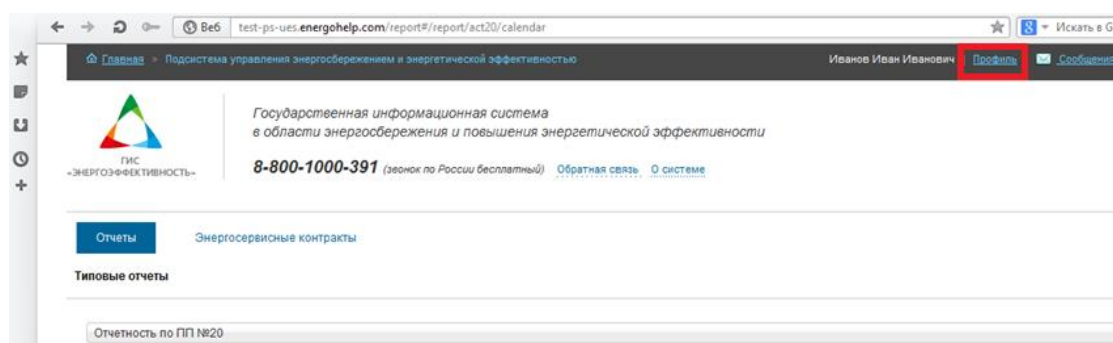 Веб test-ps-ues.energohelp.com/report#/report/act20/calendar Искать в G
Главная > Подсистема управления энергосбережением и энергетической эффективностью Иванов Иван Иванович Профиль Сообщения
Государственная информационная система
в области энергосбережения и повышения энергетической эффективности
ГИС
«ЭНЕРГОЭФФЕКТИВНОСТЬ»
8-800-1000-391 (звонок по России бесплатный) Обратная связь О системе
Отчеты Энергосервисные контракты
Типовые отчеты
Отчетность по ПП №20